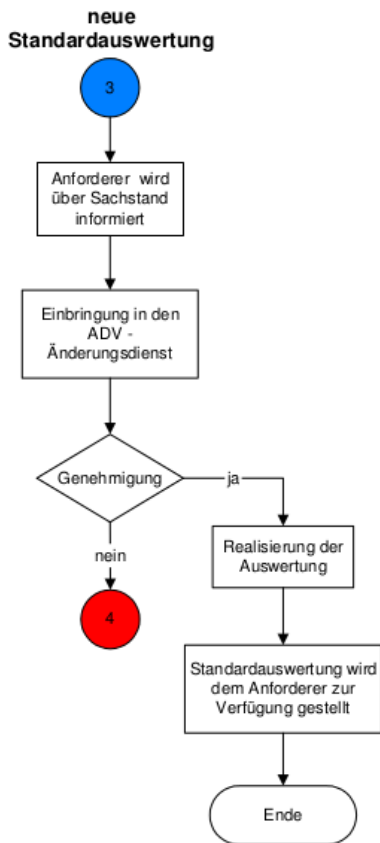 neue
Standardauswertung
3
Anforderer wird
über Sachstand
informiert
Einbringung in den
ADV -
Änderungsdienst
Genehmigung
ja
nein
4
Realisierung der
Auswertung
Standardauswertung wird
dem Anforderer zur
Verfügung gestellt
Ende